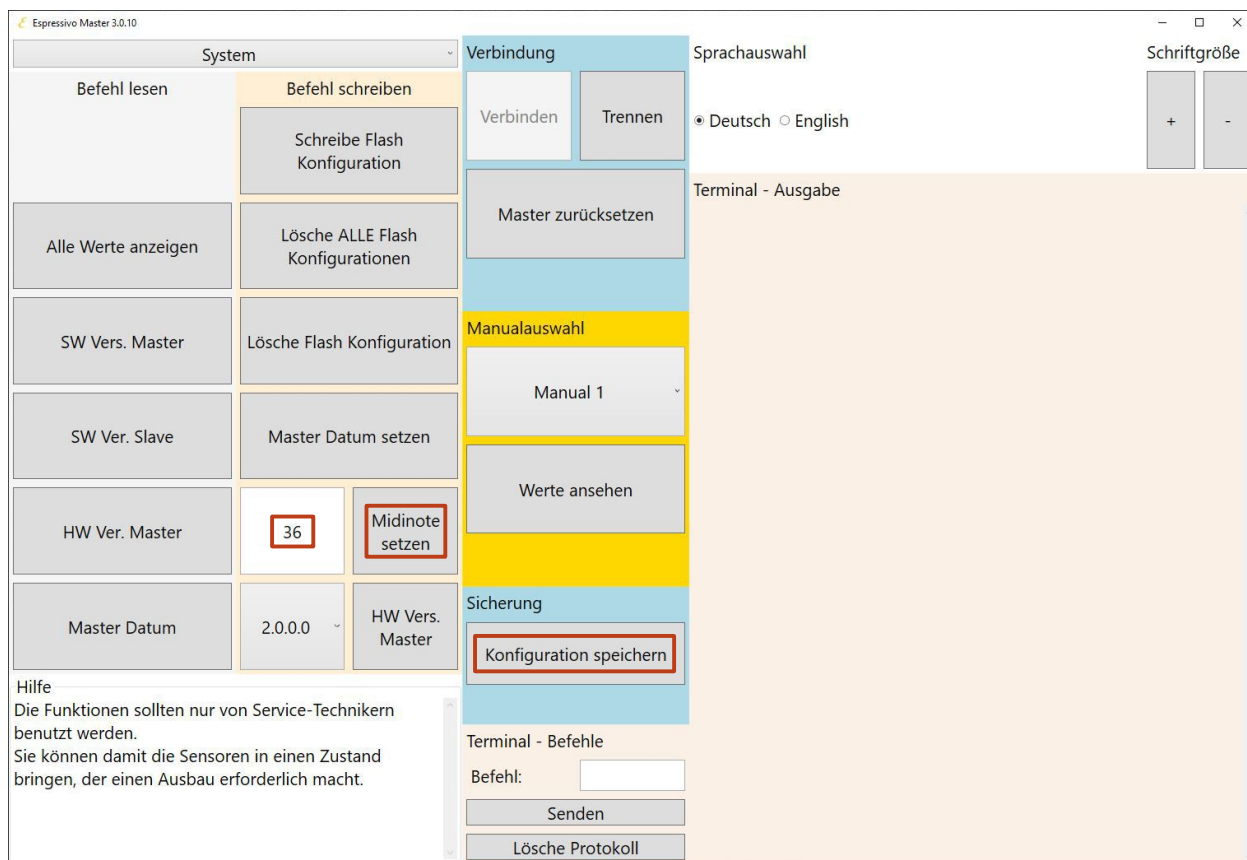 Espressivo Master 3.0.10
System
Befehl lesen
Befehl schreiben
Schreibe Flash
Konfiguration
Alle Werte anzeigen
Lösche ALLE Flash
Konfigurationen
SW Vers. Master
Lösche Flash Konfiguration
SW Ver. Slave
Master Datum setzen
HW Ver. Master
36
Midinote
setzen
Master Datum
2.0.0.0
HW Vers.
Master
Hilfe
Die Funktionen sollten nur von Service-Technikern
benutzt werden.
Sie können damit die Sensoren in einen Zustand
bringen, der einen Ausbau erforderlich macht.
Verbindung
Verbinden
Trennen
Master zurücksetzen
Manualauswahl
Manual 1
Werte ansehen
Sicherung
Konfiguration speichern
Terminal - Befehle
Befehl:
Senden
Lösche Protokoll
Sprachauswahl
Deutsch
English
Schriftgröße
+
-
Terminal - Ausgabe